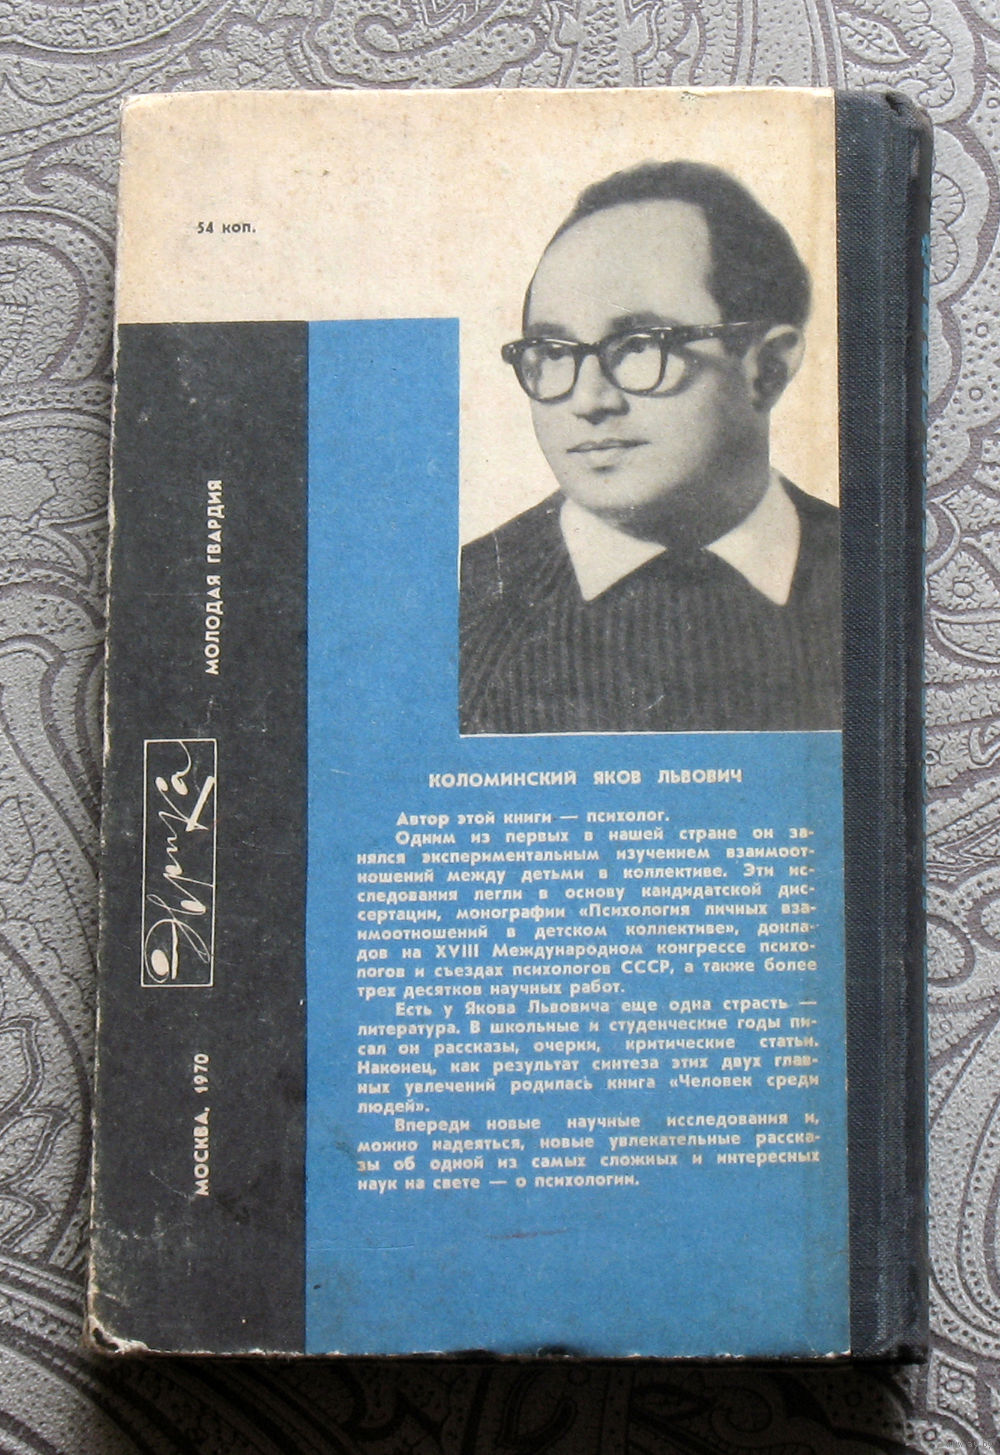 54 коп.
МОЛОДАЯ ГВАРДИЯ
Эврика
МОСКВА, 1970
КОЛОМИНСКИЙ ЯКОВ ЛЬВОВИЧ
Автор этой книги — психолог.
Одним из первых в нашей стране он за-
нялся экспериментальным изучением взаимоот-
ношений между детьми в коллективе. Эти ис-
следования легли в основу кандидатской дис-
сертации, монографии «Психология личных вза-
имоотношений в детском коллективе», докла-
дов на XVIII Международном конгрессе психо-
логов и съездах психологов СССР, а также более
трех десятков научных работ.
Есть у Якова Львовича еще одна страсть —
литература. В школьные и студенческие годы пи-
сал он рассказы, очерки, критические статьи.
Наконец, как результат синтеза этих двух глав-
ных увлечений родилась книга «Человек среди
людей».
Впереди новые научные исследования и,
можно надеяться, новые увлекательные расска-
зы об одной из самых сложных и интересных
наук на свете — о психологии.